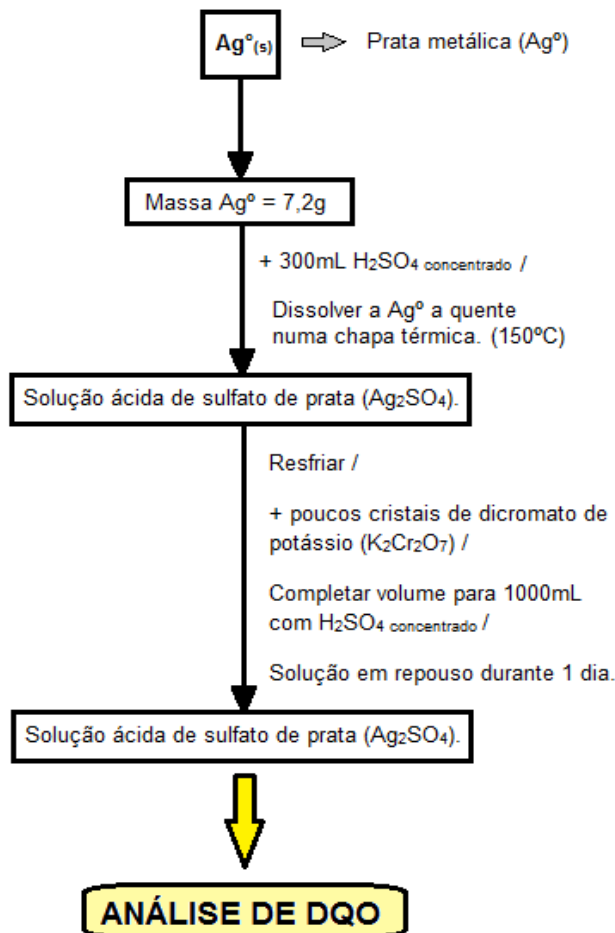 Ag°(s)
Prata metálica (Agº)
Massa Agº = 7,2g
+ 300mL H₂SO₄ concentrado /
Dissolver a Agº a quente
numa chapa térmica. (150ºC)
Solução ácida de sulfato de prata (Ag₂SO₄).
Resfriar /
+ poucos cristais de dicromato de
potássio (K₂Cr₂O₇) /
Completar volume para 1000mL
com H₂SO₄ concentrado /
Solução em repouso durante 1 dia.
Solução ácida de sulfato de prata (Ag₂SO₄).
ANÁLISE DE DQO